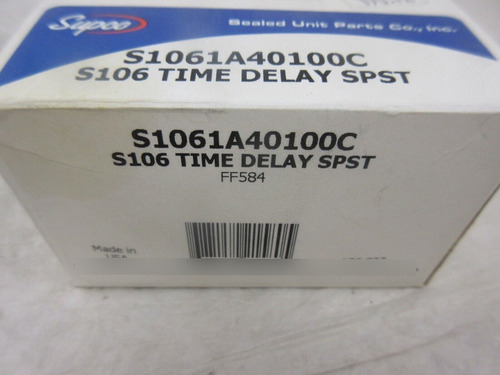 Supco
Sealed Unit Parts Co., Inc.
S1061A40100C
S106 TIME DELAY SPST
S1061A40100C
S106 TIME DELAY SPST
FF584
Made in
USA